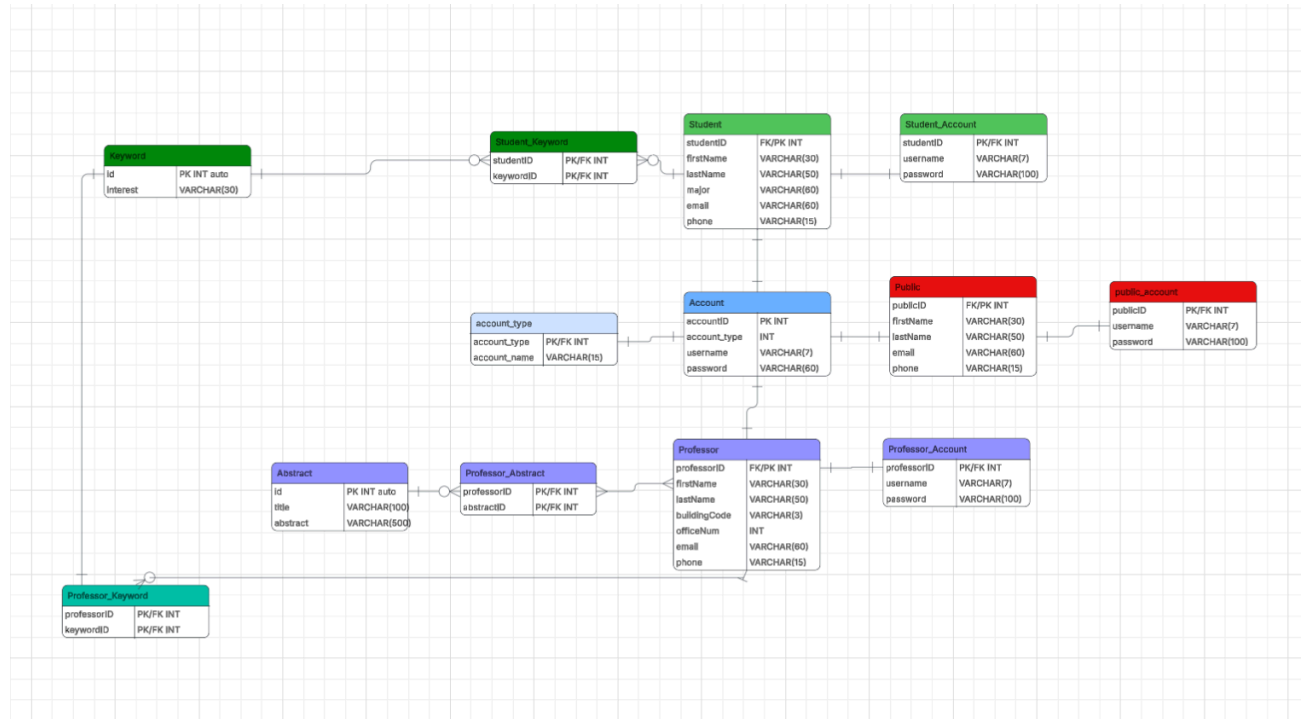 Keyword
id PK INT auto
interest VARCHAR(30)
Student_Keyword
studentID PK/FK INT
keywordID PK/FK INT
Student
studentID FK/PK INT
firstName VARCHAR(30)
lastName VARCHAR(50)
major VARCHAR(60)
email VARCHAR(60)
phone VARCHAR(15)
Student_Account
studentID PK/FK INT
username VARCHAR(7)
password VARCHAR(100)
account_type
account_type PK/FK INT
account_name VARCHAR(15)
Account
accountID PK INT
account_type INT
username VARCHAR(7)
password VARCHAR(60)
Public
publicID FK/PK INT
firstName VARCHAR(30)
lastName VARCHAR(50)
email VARCHAR(60)
phone VARCHAR(15)
public_account
publicID PK/FK INT
username VARCHAR(7)
password VARCHAR(100)
Abstract
id PK INT auto
title VARCHAR(100)
abstract VARCHAR(500)
Professor_Abstract
professorID PK/FK INT
abstractID PK/FK INT
Professor
professorID FK/PK INT
firstName VARCHAR(30)
lastName VARCHAR(50)
buildingCode VARCHAR(3)
officeNum INT
email VARCHAR(60)
phone VARCHAR(15)
Professor_Account
professorID PK/FK INT
username VARCHAR(7)
password VARCHAR(100)
Professor_Keyword
professorID PK/FK INT
keywordID PK/FK INT